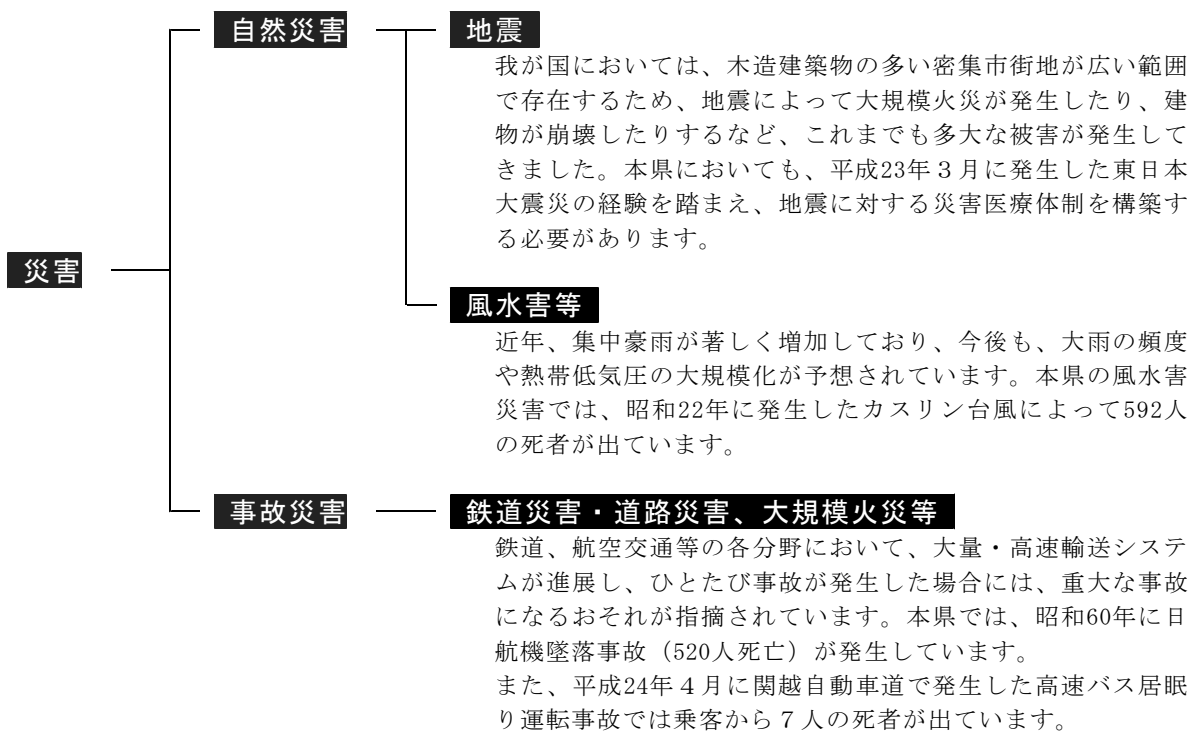 自然災害
地震
我が国においては、木造建築物の多い密集市街地が広い範囲
で存在するため、地震によって大規模火災が発生したり、建
物が崩壊したりするなど、これまでも多大な被害が発生して
きました。本県においても、平成23年３月に発生した東日本
大震災の経験を踏まえ、地震に対する災害医療体制を構築す
る必要があります。
災害
風水害等
近年、集中豪雨が著しく増加しており、今後も、大雨の頻度
や熱帯低気圧の大規模化が予想されています。本県の風水害
災害では、昭和22年に発生したカスリン台風によって592人
の死者が出ています。
事故災害
鉄道災害・道路災害、大規模火災等
鉄道、航空交通等の各分野において、大量・高速輸送システ
ムが進展し、ひとたび事故が発生した場合には、重大な事故
になるおそれが指摘されています。本県では、昭和60年に日
航機墜落事故（520人死亡）が発生しています。
また、平成24年４月に関越自動車道で発生した高速バス居眠
り運転事故では乗客から７人の死者が出ています。